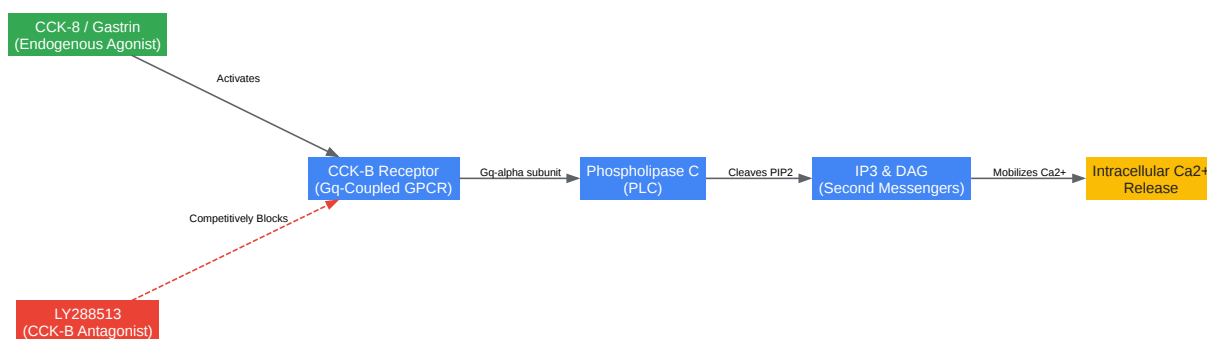 CCK-8 / Gastrin
(Endogenous Agonist)
Activates
CCK-B Receptor
(Gq-Coupled GPCR)
Gq-alpha subunit
Phospholipase C
(PLC)
Cleaves PIP2
IP3 & DAG
(Second Messengers)
Mobilizes Ca2+
Intracellular Ca2+
Release
Competitively Blocks
LY288513
(CCK-B Antagonist)